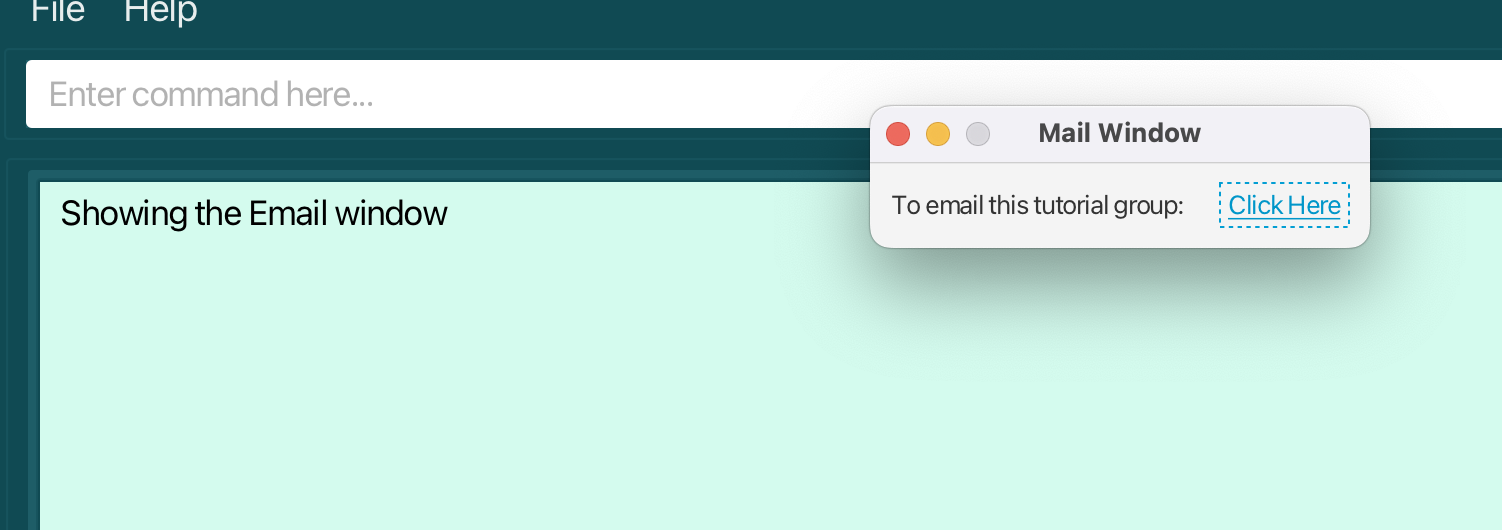 File Help
Enter command here...
Mail Window
Showing the Email window
To email this tutorial group: Click Here